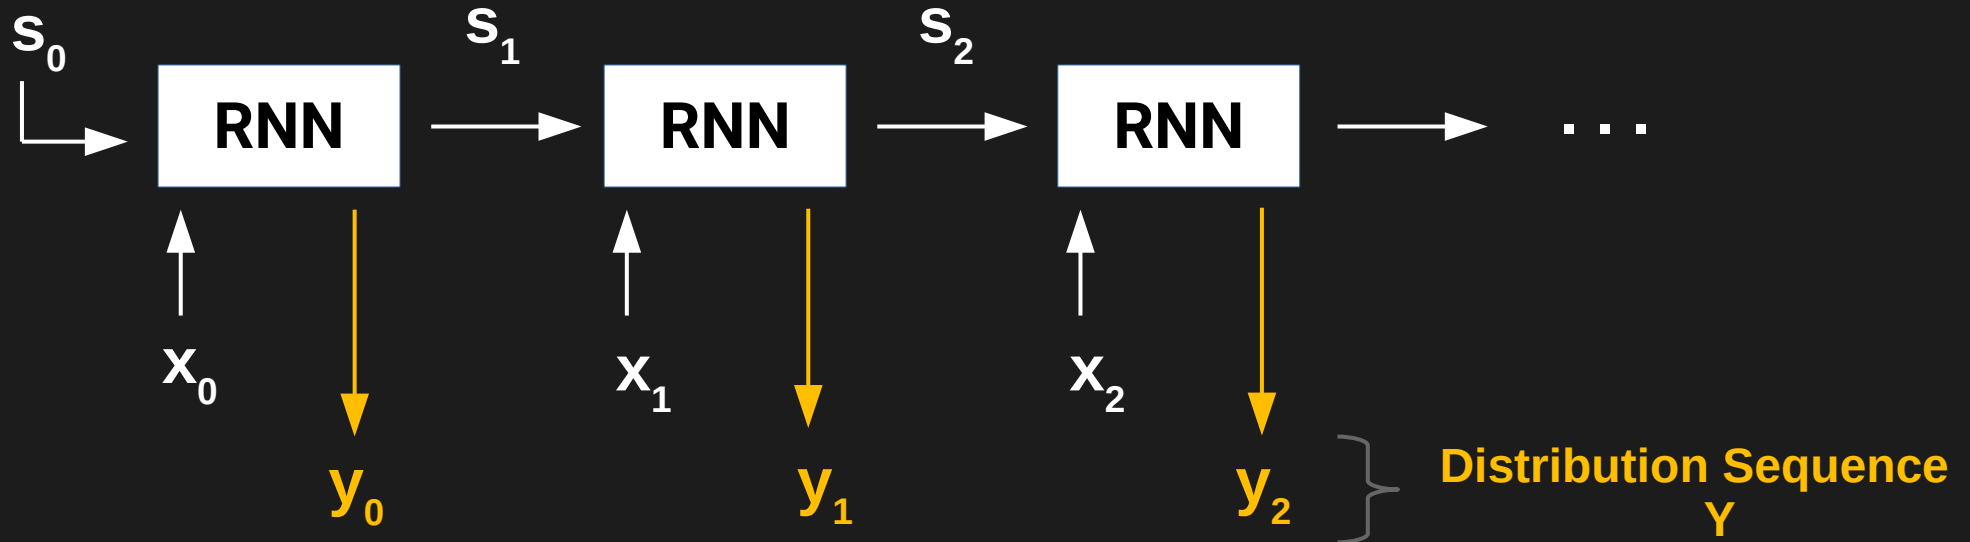 s0 s1 s2
RNN RNN RNN ...
x0 x1 x2
y0 y1 y2
Distribution Sequence
Y